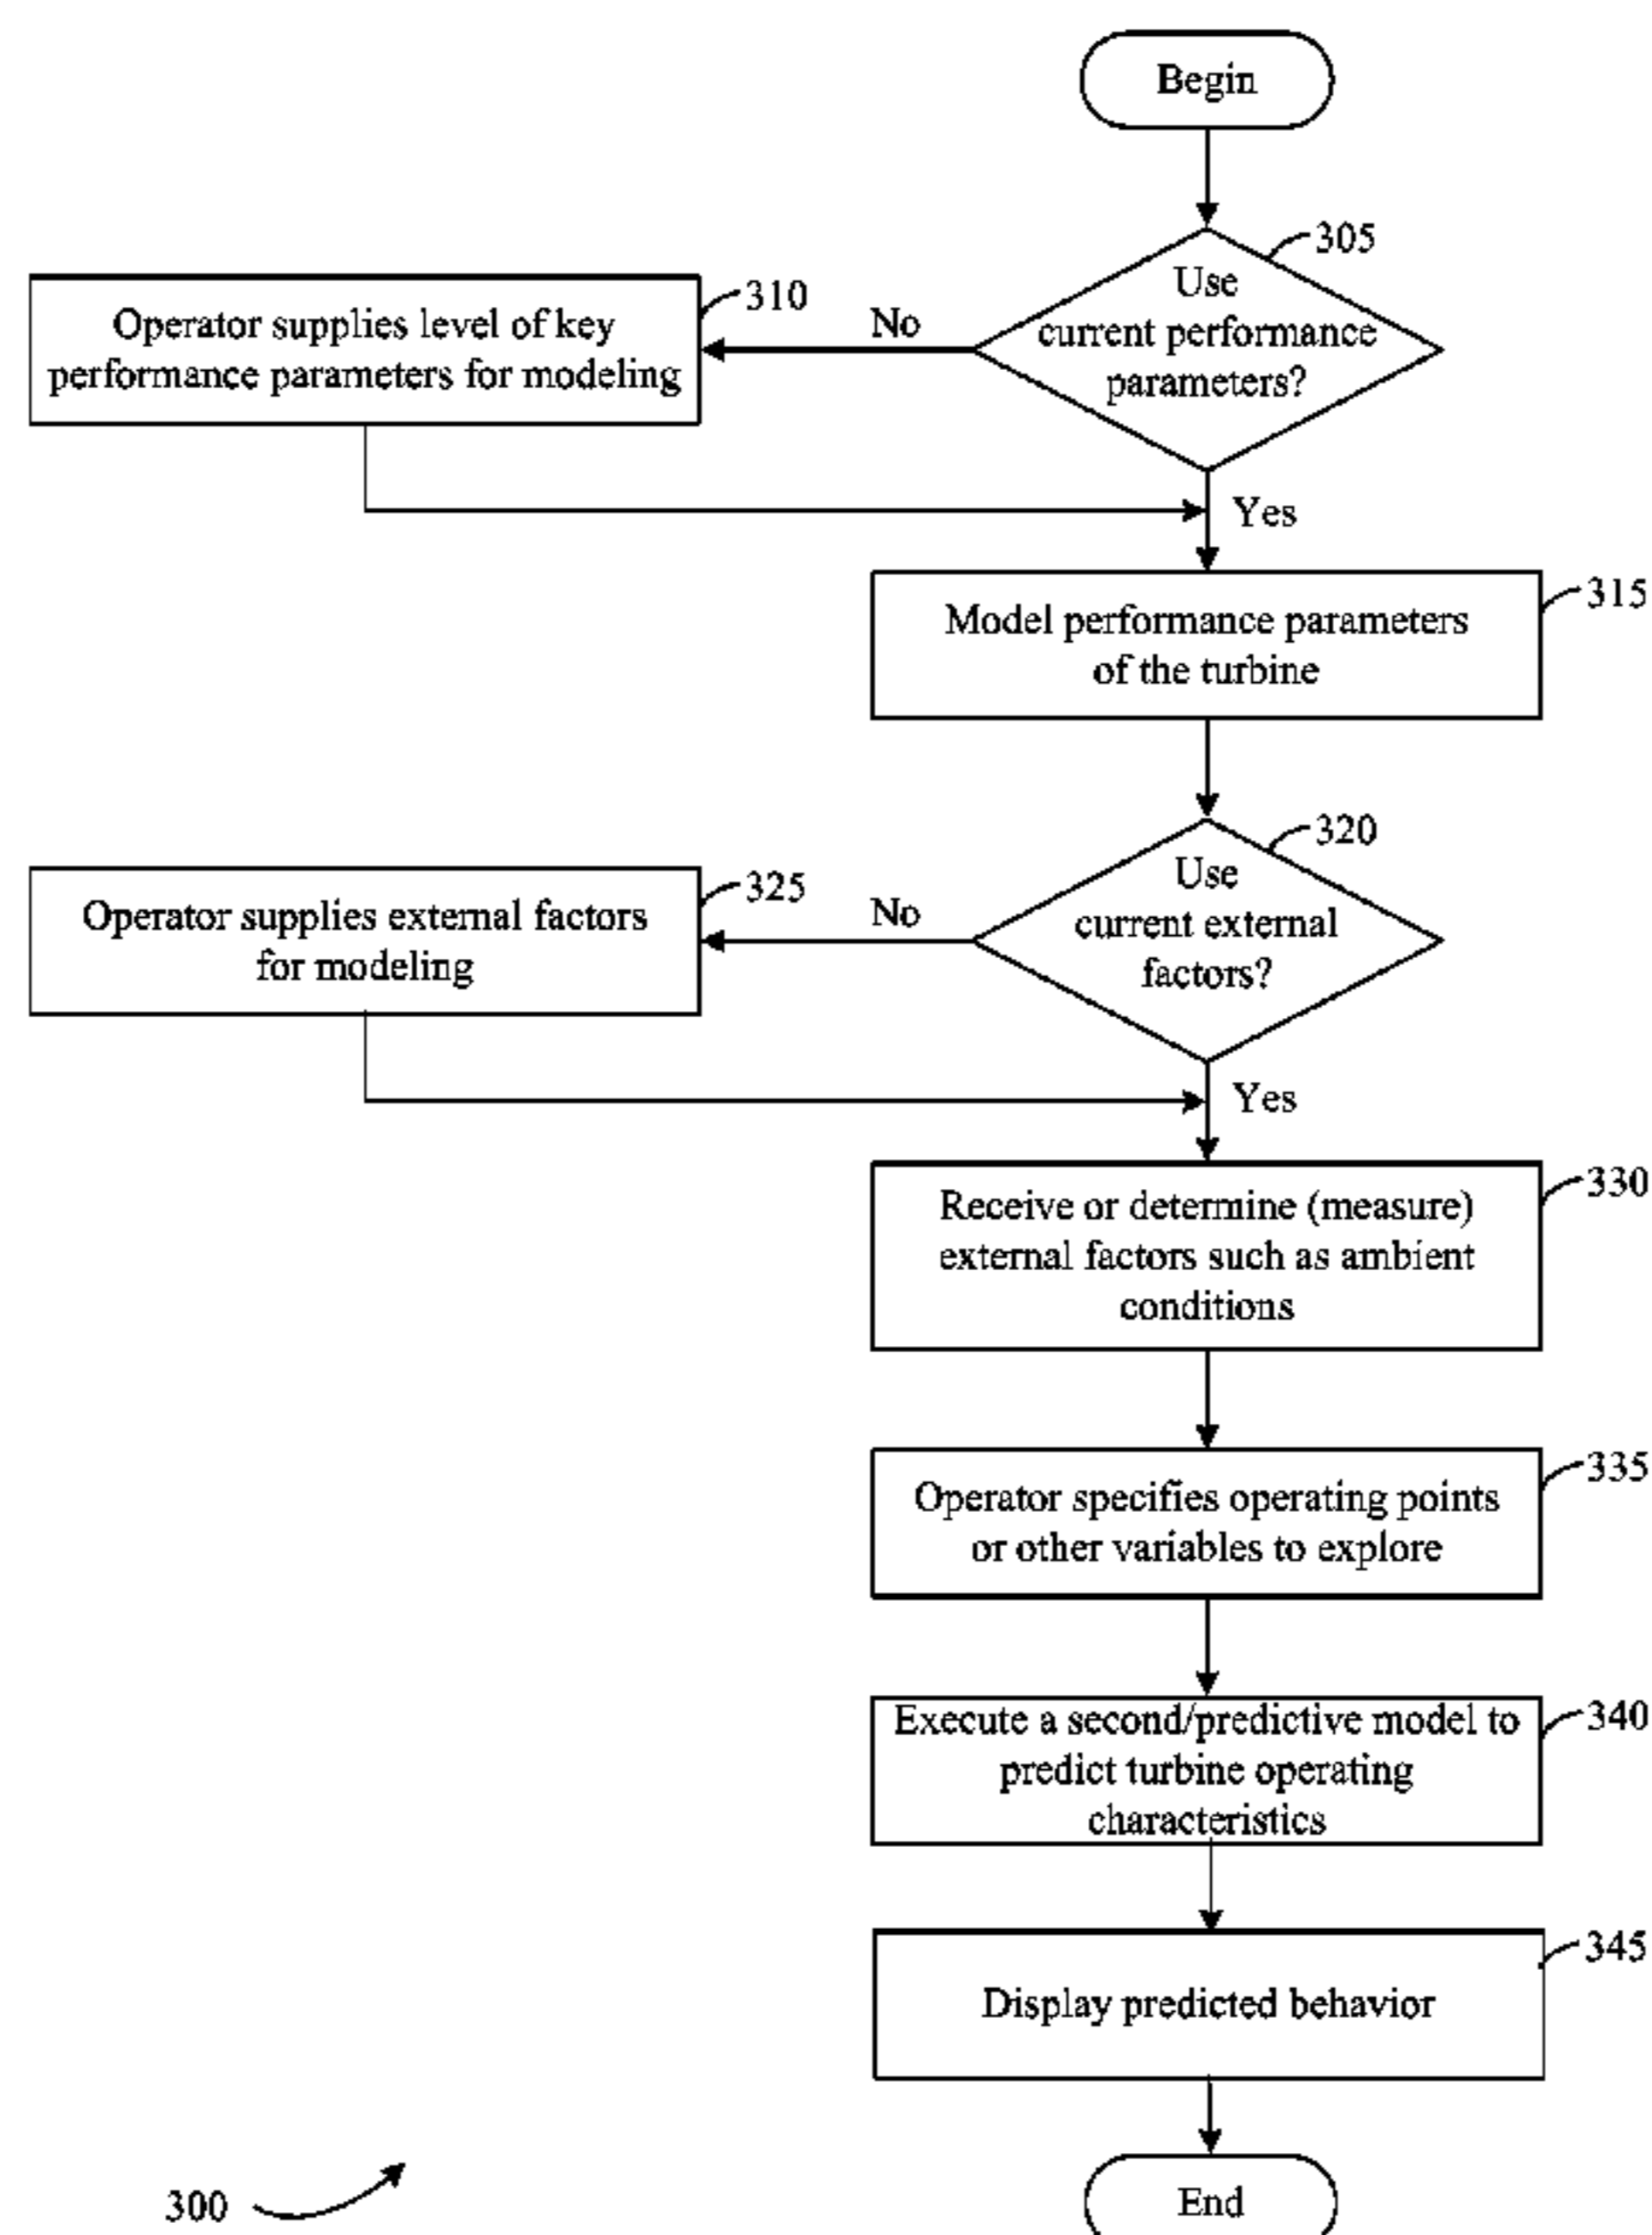 Begin
305
Use
current performance
parameters?
No
310
Operator supplies level of key
performance parameters for modeling
Yes
315
Model performance parameters
of the turbine
320
Use
current external
factors?
No
325
Operator supplies external factors
for modeling
Yes
330
Receive or determine (measure)
external factors such as ambient
conditions
335
Operator specifies operating points
or other variables to explore
340
Execute a second/predictive model to
predict turbine operating
characteristics
345
Display predicted behavior
End
300